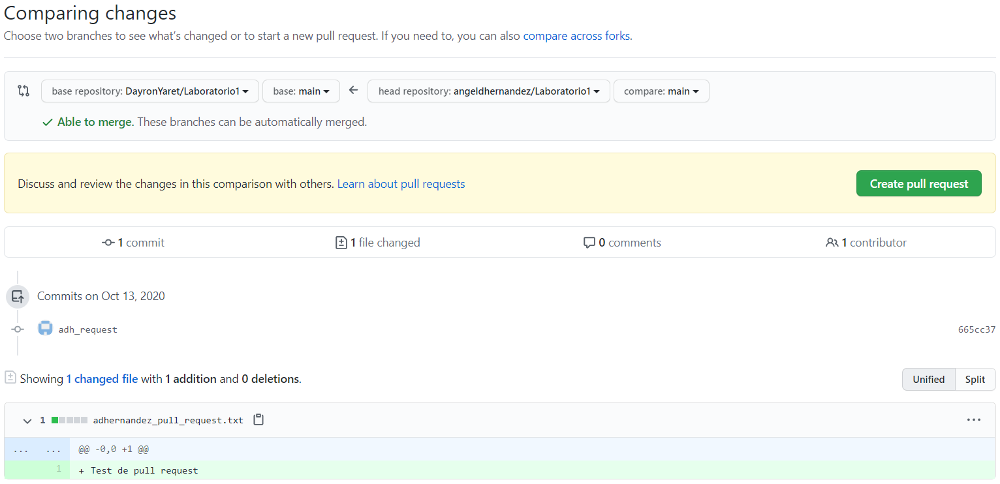 Comparing changes
Choose two branches to see what's changed or to start a new pull request. If you need to, you can also compare across forks.
base repository: DayronYaret/Laboratorio1 base: main head repository: angeldhernandez/Laboratorio1 compare: main
Able to merge. These branches can be automatically merged.
Discuss and review the changes in this comparison with others. Learn about pull requests Create pull request
1 commit 1 file changed 0 comments 1 contributor
Commits on Oct 13, 2020
adh_request 665cc37
Showing 1 changed file with 1 addition and 0 deletions. Unified Split
1 adhernandez_pull_request.txt ...
... ... @@ -0,0 +1 @@
1 + Test de pull request